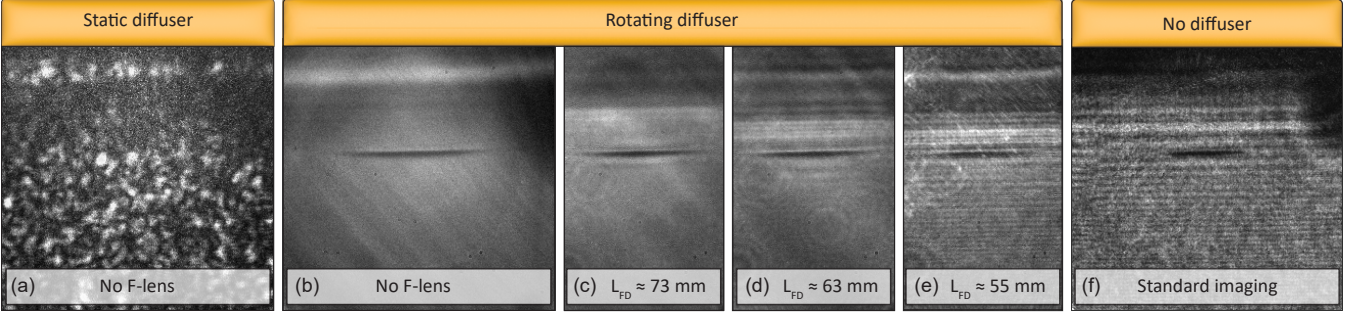 Static diffuser
Rotating diffuser
No diffuser
(a) No F-lens
(b) No F-lens
(c) L_FD ≈ 73 mm
(d) L_FD ≈ 63 mm
(e) L_FD ≈ 55 mm
(f) Standard imaging